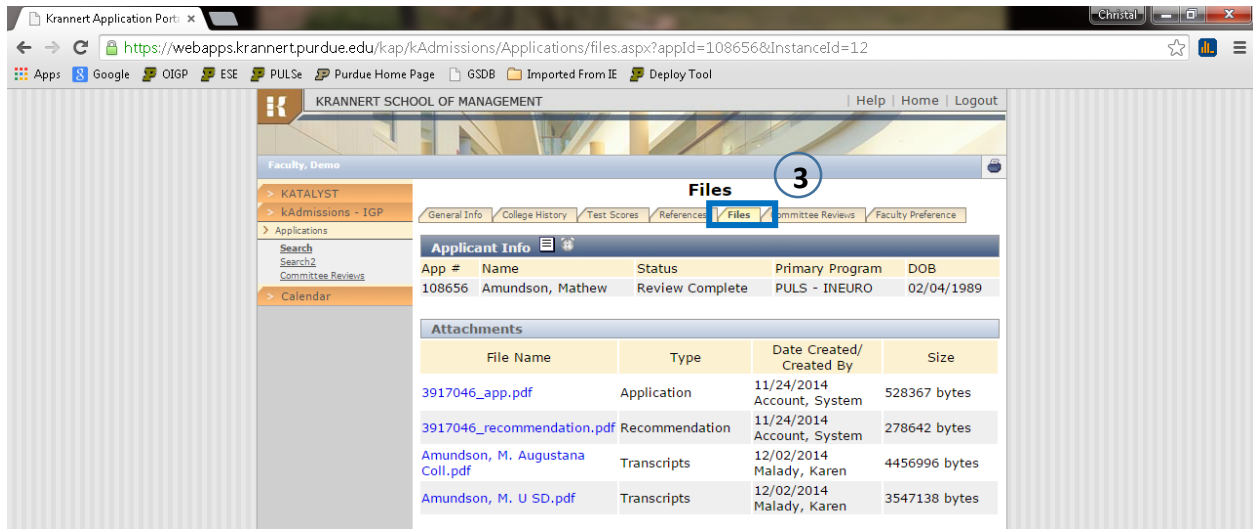 Krannert Application Porta
Christal
https://webapps.krannert.purdue.edu/kap/kAdmissions/Applications/files.aspx?appId=108656&InstanceId=12
Apps Google OIGP ESE PULSe Purdue Home Page GSDB Imported From IE Deploy Tool
KRANNERT SCHOOL OF MANAGEMENT | Help | Home | Logout
Faculty, Demo
> KATALYST
> kAdmissions - IGP
> Applications
Search
Search2
Committee Reviews
> Calendar
Files
3
General Info College History Test Scores References Files Committee Reviews Faculty Preference
Applicant Info
App # Name Status Primary Program DOB
108656 Amundson, Mathew Review Complete PULS - INEURO 02/04/1989
Attachments
File Name Type Date Created/ Created By Size
3917046_app.pdf Application 11/24/2014 Account, System 528367 bytes
3917046_recommendation.pdf Recommendation 11/24/2014 Account, System 278642 bytes
Amundson, M. Augustana Coll.pdf Transcripts 12/02/2014 Malady, Karen 4456996 bytes
Amundson, M. U SD.pdf Transcripts 12/02/2014 Malady, Karen 3547138 bytes